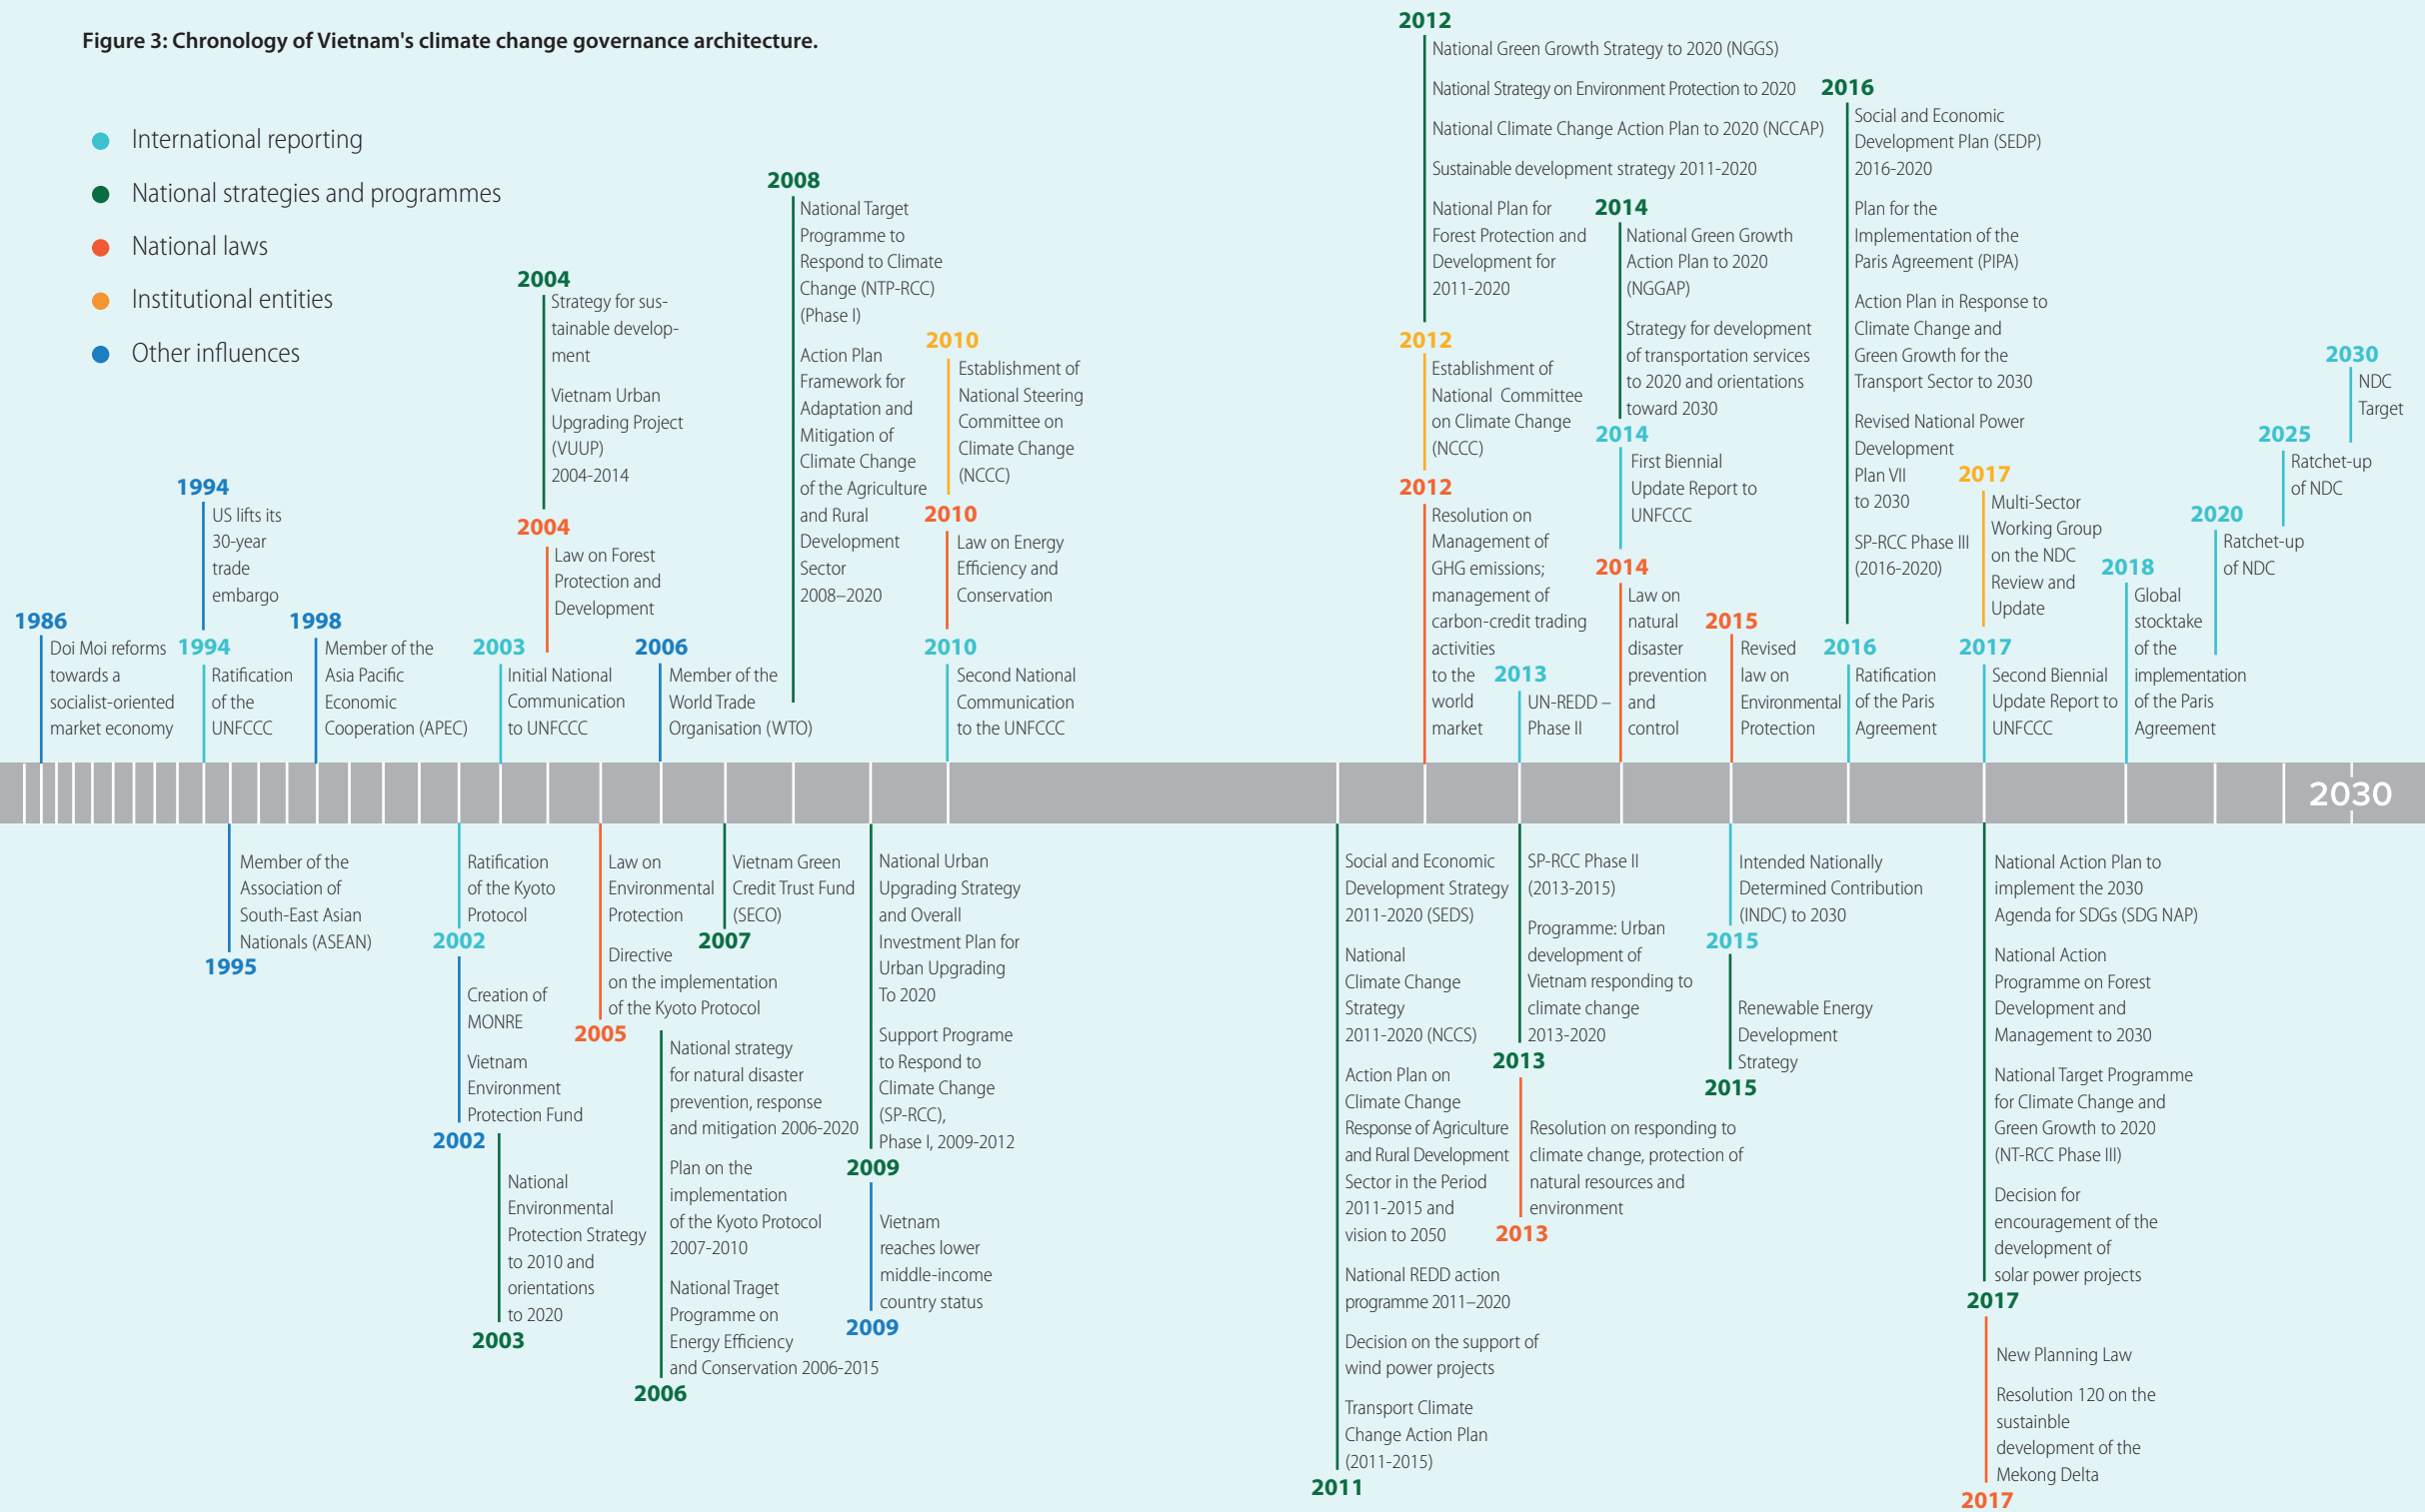 Figure 3: Chronology of Vietnam's climate change governance architecture.
International reporting
National strategies and programmes
National laws
Institutional entities
Other influences
1986
Doi Moi reforms
towards a
socialist-oriented
market economy
1994
US lifts its
30-year
trade
embargo
1994
Ratification
of the
UNFCCC
1998
Member of the
Asia Pacific
Economic
Cooperation (APEC)
2003
Initial National
Communication
to UNFCCC
2004
Strategy for sus-
tainable develop-
ment
Vietnam Urban
Upgrading Project
(VUUP)
2004-2014
2004
Law on Forest
Protection and
Development
2006
Member of the
World Trade
Organisation (WTO)
2008
National Target
Programme to
Respond to Climate
Change (NTP-RCC)
(Phase I)
Action Plan
Framework for
Adaptation and
Mitigation of
Climate Change
of the Agriculture
and Rural
Development
Sector
2008–2020
2010
Establishment of
National Steering
Committee on
Climate Change
(NCCC)
2010
Law on Energy
Efficiency and
Conservation
2010
Second National
Communication
to the UNFCCC
2012
National Green Growth Strategy to 2020 (NGGS)
National Strategy on Environment Protection to 2020
National Climate Change Action Plan to 2020 (NCCAP)
Sustainable development strategy 2011-2020
National Plan for
Forest Protection and
Development for
2011-2020
2012
Establishment of
National Committee
on Climate Change
(NCCC)
2012
Resolution on
Management of
GHG emissions;
management of
carbon-credit trading
activities
to the
world
market
2013
UN-REDD –
Phase II
2014
National Green Growth
Action Plan to 2020
(NGGAP)
Strategy for development
of transportation services
to 2020 and orientations
toward 2030
2014
First Biennial
Update Report to
UNFCCC
2014
Law on
natural
disaster
prevention
and
control
2015
Revised
law on
Environmental
Protection
2016
Social and Economic
Development Plan (SEDP)
2016-2020
Plan for the
Implementation of the
Paris Agreement (PIPA)
Action Plan in Response to
Climate Change and
Green Growth for the
Transport Sector to 2030
Revised National Power
Development
Plan VII
to 2030
SP-RCC Phase III
(2016-2020)
2016
Ratification
of the Paris
Agreement
2017
Multi-Sector
Working Group
on the NDC
Review and
Update
2017
Second Biennial
Update Report to
UNFCCC
2018
Global
stocktake
of the
implementation
of the Paris
Agreement
2020
Ratchet-up
of NDC
2025
Ratchet-up
of NDC
2030
NDC
Target
2030
Member of the
Association of
South-East Asian
Nationals (ASEAN)
1995
Ratification
of the Kyoto
Protocol
2002
Creation of
MONRE
Vietnam
Environment
Protection Fund
2002
National
Environmental
Protection Strategy
to 2010 and
orientations
to 2020
2003
Law on
Environmental
Protection
Directive
on the implementation
of the Kyoto Protocol
2005
National strategy
for natural disaster
prevention, response
and mitigation 2006-2020
Plan on the
implementation
of the Kyoto Protocol
2007-2010
National Traget
Programme on
Energy Efficiency
and Conservation 2006-2015
2006
Vietnam Green
Credit Trust Fund
(SECO)
2007
National Urban
Upgrading Strategy
and Overall
Investment Plan for
Urban Upgrading
To 2020
Support Programe
to Respond to
Climate Change
(SP-RCC),
Phase I, 2009-2012
2009
Vietnam
reaches lower
middle-income
country status
2009
Social and Economic
Development Strategy
2011-2020 (SEDS)
National
Climate Change
Strategy
2011-2020 (NCCS)
Action Plan on
Climate Change
Response of Agriculture
and Rural Development
Sector in the Period
2011-2015 and
vision to 2050
National REDD action
programme 2011–2020
Decision on the support of
wind power projects
Transport Climate
Change Action Plan
(2011-2015)
2011
SP-RCC Phase II
(2013-2015)
Programme: Urban
development of
Vietnam responding to
climate change
2013-2020
2013
Resolution on responding to
climate change, protection of
natural resources and
environment
2013
Intended Nationally
Determined Contribution
(INDC) to 2030
2015
Renewable Energy
Development
Strategy
2015
National Action Plan to
implement the 2030
Agenda for SDGs (SDG NAP)
National Action
Programme on Forest
Development and
Management to 2030
National Target Programme
for Climate Change and
Green Growth to 2020
(NT-RCC Phase III)
Decision for
encouragement of the
development of
solar power projects
2017
New Planning Law
Resolution 120 on the
sustainble
development of the
Mekong Delta
2017